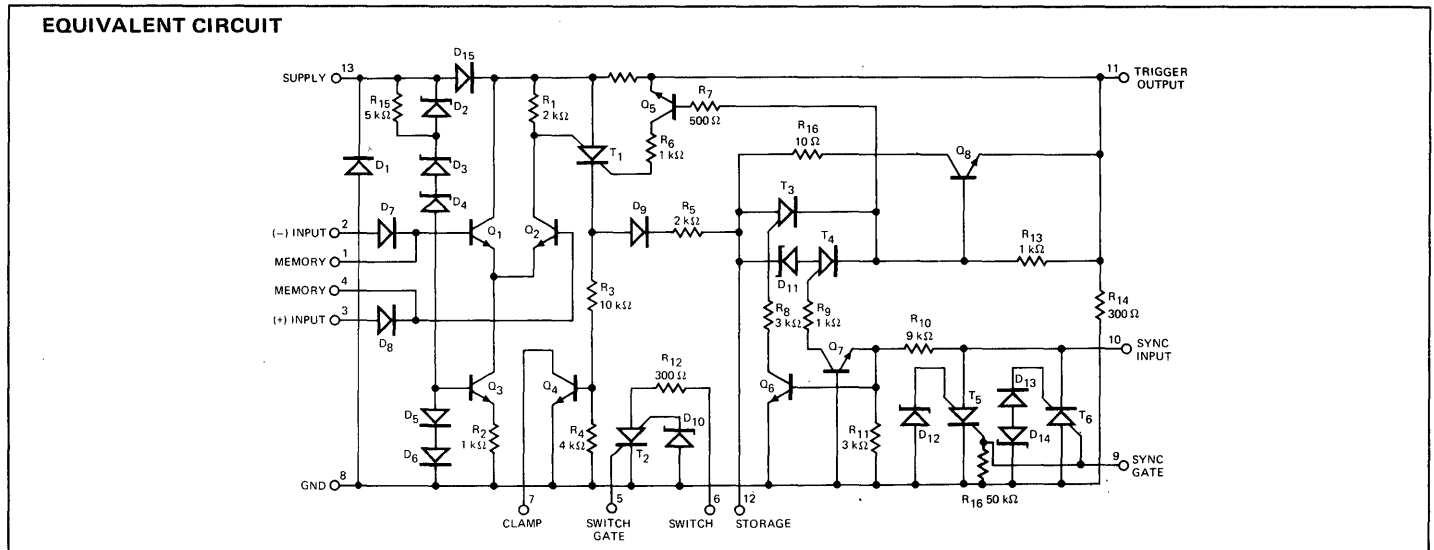 EQUIVALENT CIRCUIT
SUPPLY 13
D15
11 TRIGGER OUTPUT
R15 5 kΩ
D2
R1 2 kΩ
Q5
R7 500 Ω
R6 1 kΩ
R16 10 Ω
Q8
D1
D3
D4
T1
T3
D7
(−) INPUT 2
Q1
Q2
D9
R5 2 kΩ
T4
R13 1 kΩ
MEMORY 1
MEMORY 4
D11
(+) INPUT 3
D8
R3 10 kΩ
R8 3 kΩ
R9 1 kΩ
R14 300 Ω
R10 9 kΩ
10 SYNC INPUT
Q7
R12 300 Ω
Q3
Q4
Q6
D13
T5
T6
D5
D10
D12
D14
R2 1 kΩ
R4 4 kΩ
T2
R11 3 kΩ
D6
9 SYNC GATE
GND 8
R16 50 kΩ
7 CLAMP
5 SWITCH GATE
6 SWITCH
12 STORAGE